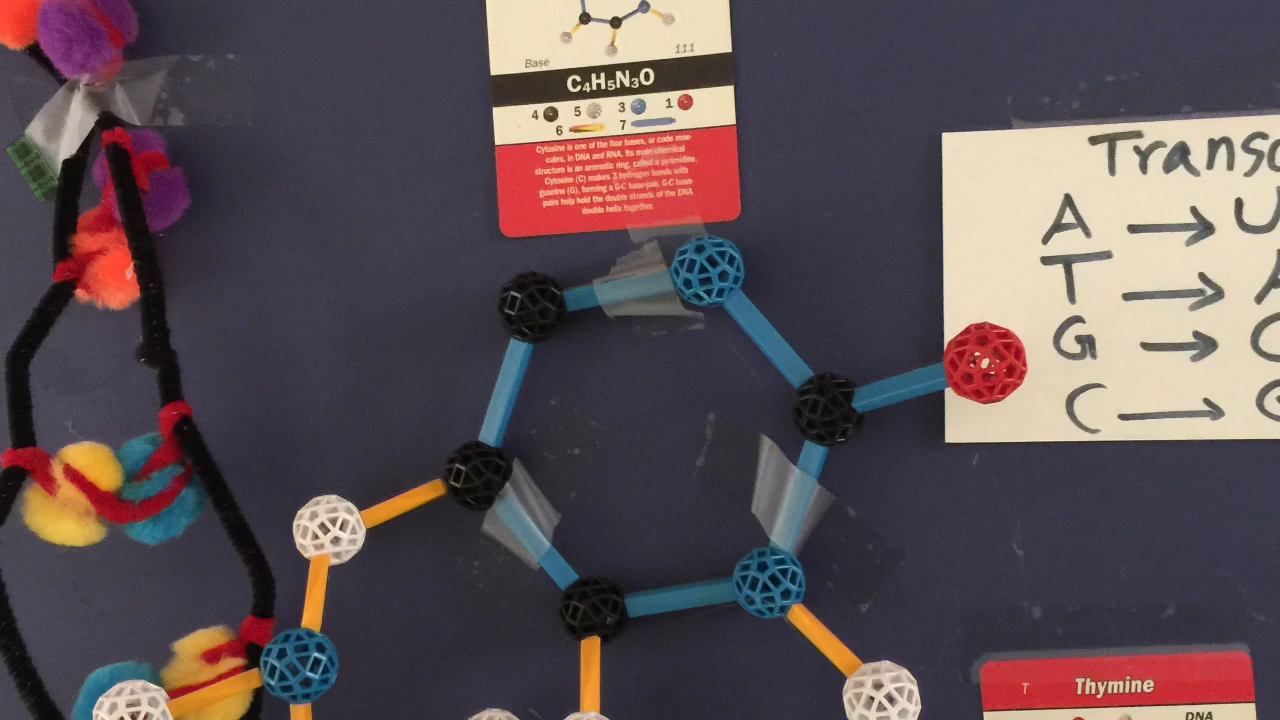 Base
111
C₄H₅N₃O
4 5 3 1
6 7
Cytosine is one of the four bases, or code mole-
cules, in DNA and RNA. Its main chemical
structure is an aromatic ring, called a pyrimidine.
Cytosine (C) makes 3 hydrogen bonds with
guanine (G), forming a G-C base-pair. G-C base-
pairs help hold the double strands of the DNA
double helix together.
Transc
A → U
T →
G →
C →
T Thymine
DNA